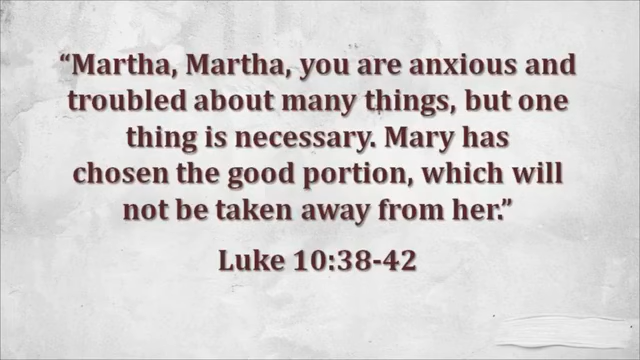 “Martha, Martha, you are anxious and
troubled about many things, but one
thing is necessary. Mary has
chosen the good portion, which will
not be taken away from her.”
Luke 10:38-42